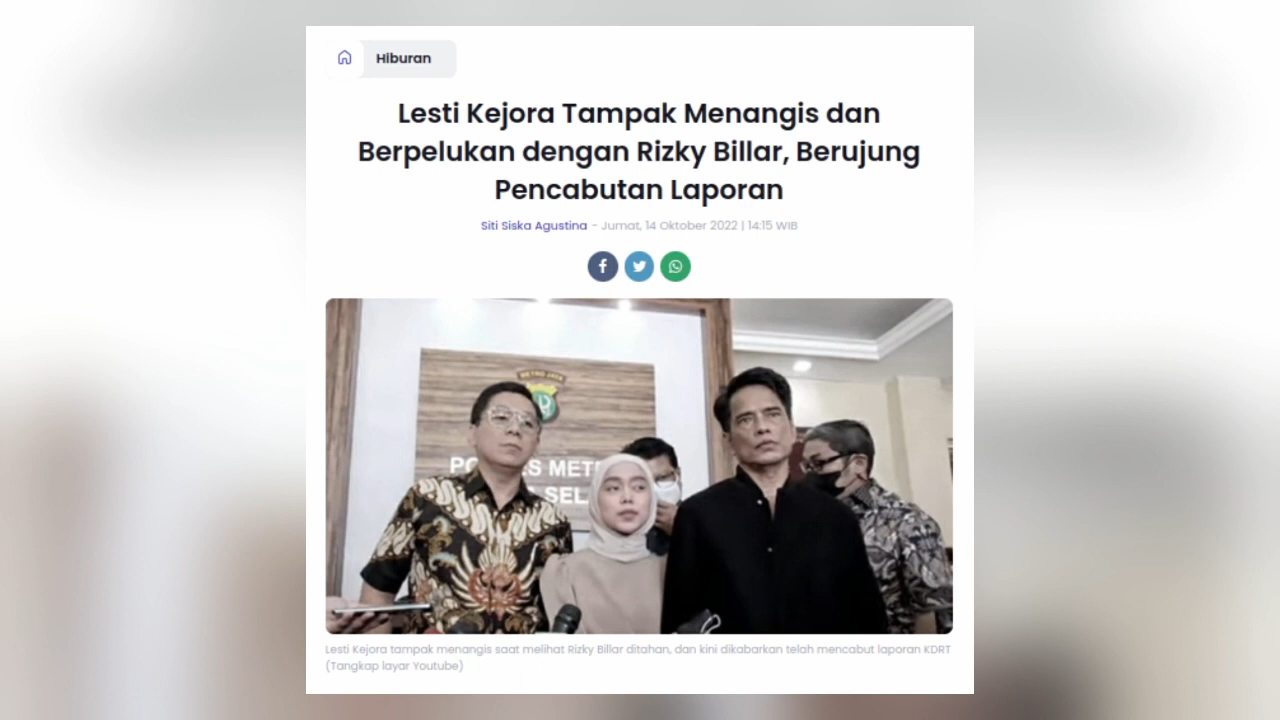 Hiburan
Lesti Kejora Tampak Menangis dan
Berpelukan dengan Rizky Billar, Berujung
Pencabutan Laporan
Siti Siska Agustina - Jumat, 14 Oktober 2022 | 14:15 WIB
METRO JAYA
Lesti Kejora tampak menangis saat melihat Rizky Billar ditahan, dan kini dikabarkan telah mencabut laporan KDRT
(Tangkap layar Youtube)